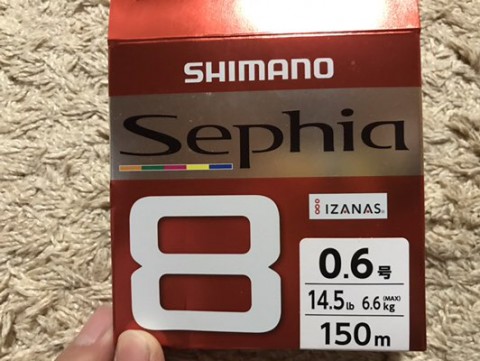 SHIMANO
Sephia
8
IZANAS®
0.6号
14.5lb 6.6kg (MAX)
150m